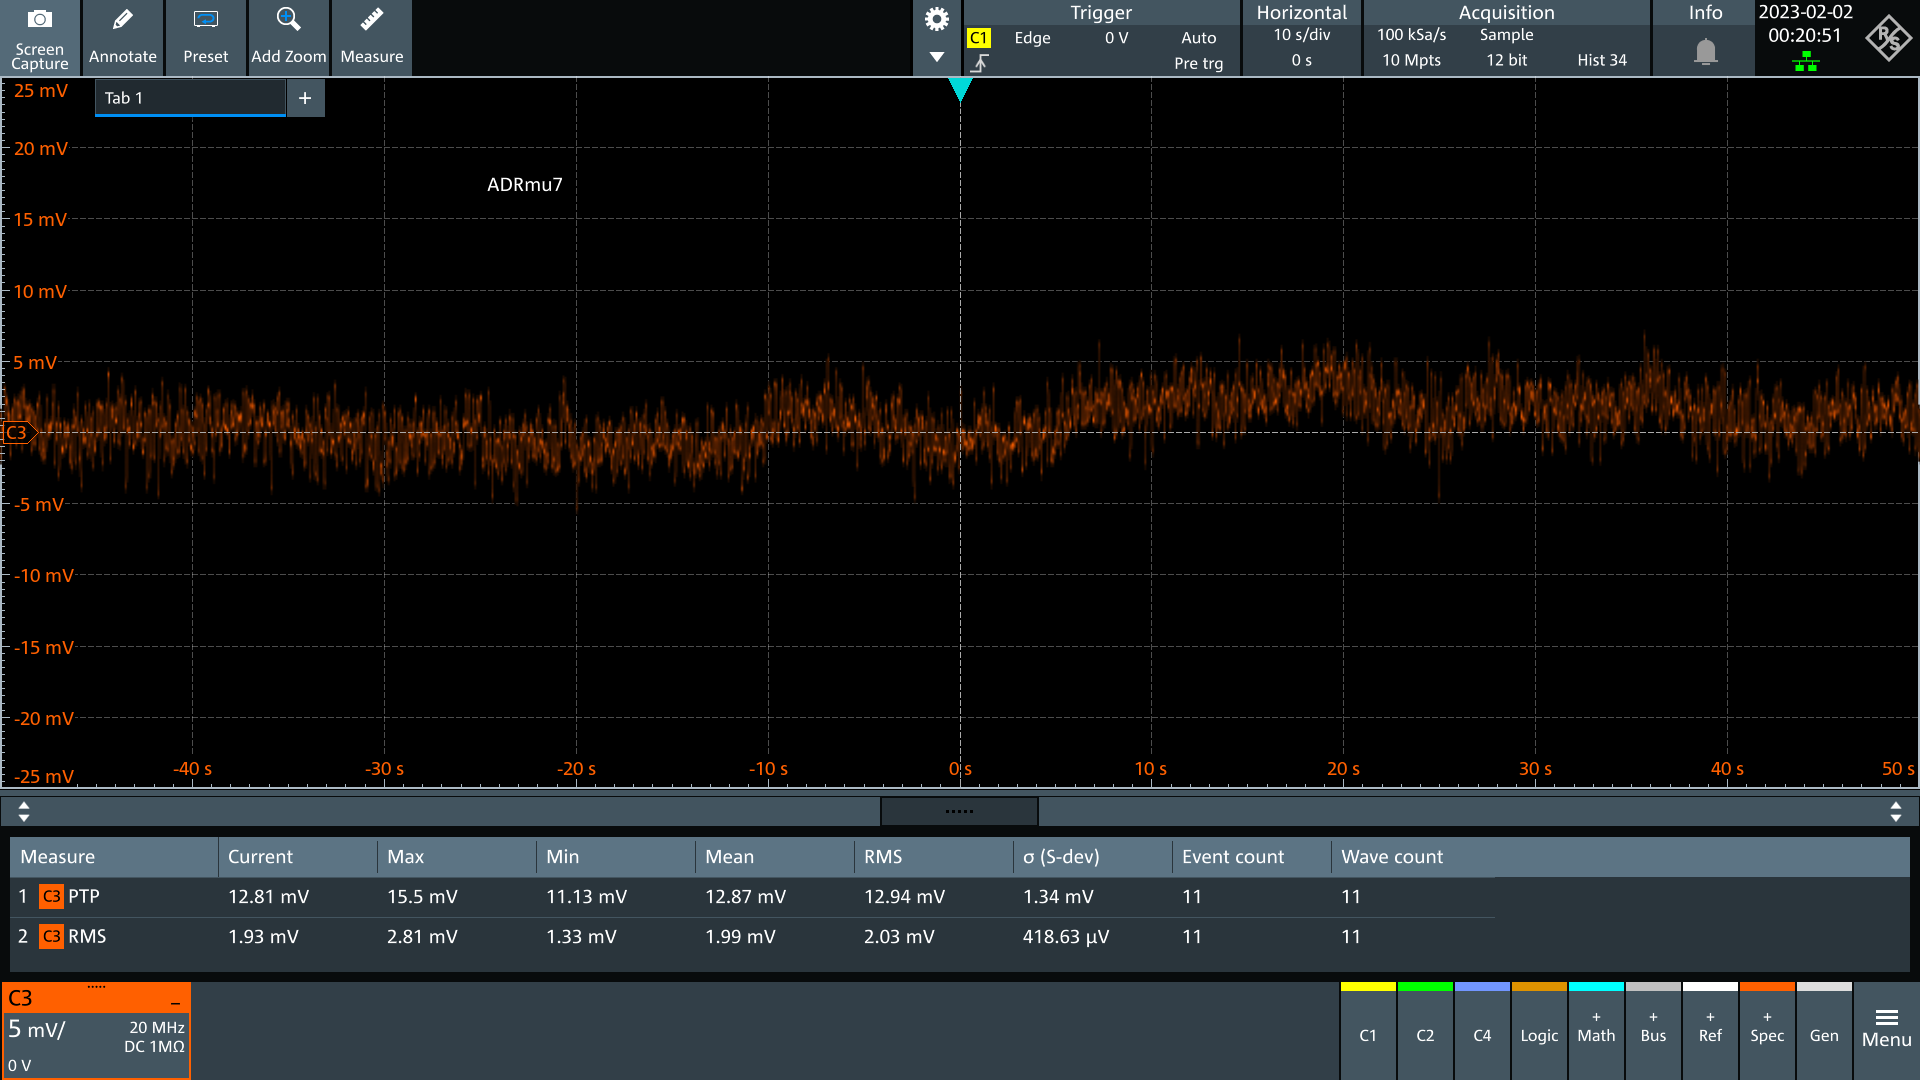 Screen Capture
Annotate
Preset
Add Zoom
Measure
Trigger
C1 Edge 0 V Auto
Pre trg
Horizontal
10 s/div
0 s
Acquisition
100 kSa/s Sample
10 Mpts 12 bit Hist 34
Info
2023-02-02
00:20:51
R&S
Tab 1 +
ADRmu7
25 mV
20 mV
15 mV
10 mV
5 mV
C3
-5 mV
-10 mV
-15 mV
-20 mV
-25 mV
-40 s -30 s -20 s -10 s 0 s 10 s 20 s 30 s 40 s 50 s
Measure Current Max Min Mean RMS σ (S-dev) Event count Wave count
1 C3 PTP 12.81 mV 15.5 mV 11.13 mV 12.87 mV 12.94 mV 1.34 mV 11 11
2 C3 RMS 1.93 mV 2.81 mV 1.33 mV 1.99 mV 2.03 mV 418.63 µV 11 11
C3
5 mV/ 20 MHz
DC 1MΩ
0 V
C1
C2
C4
Logic
+ Math
+ Bus
+ Ref
+ Spec
Gen
Menu